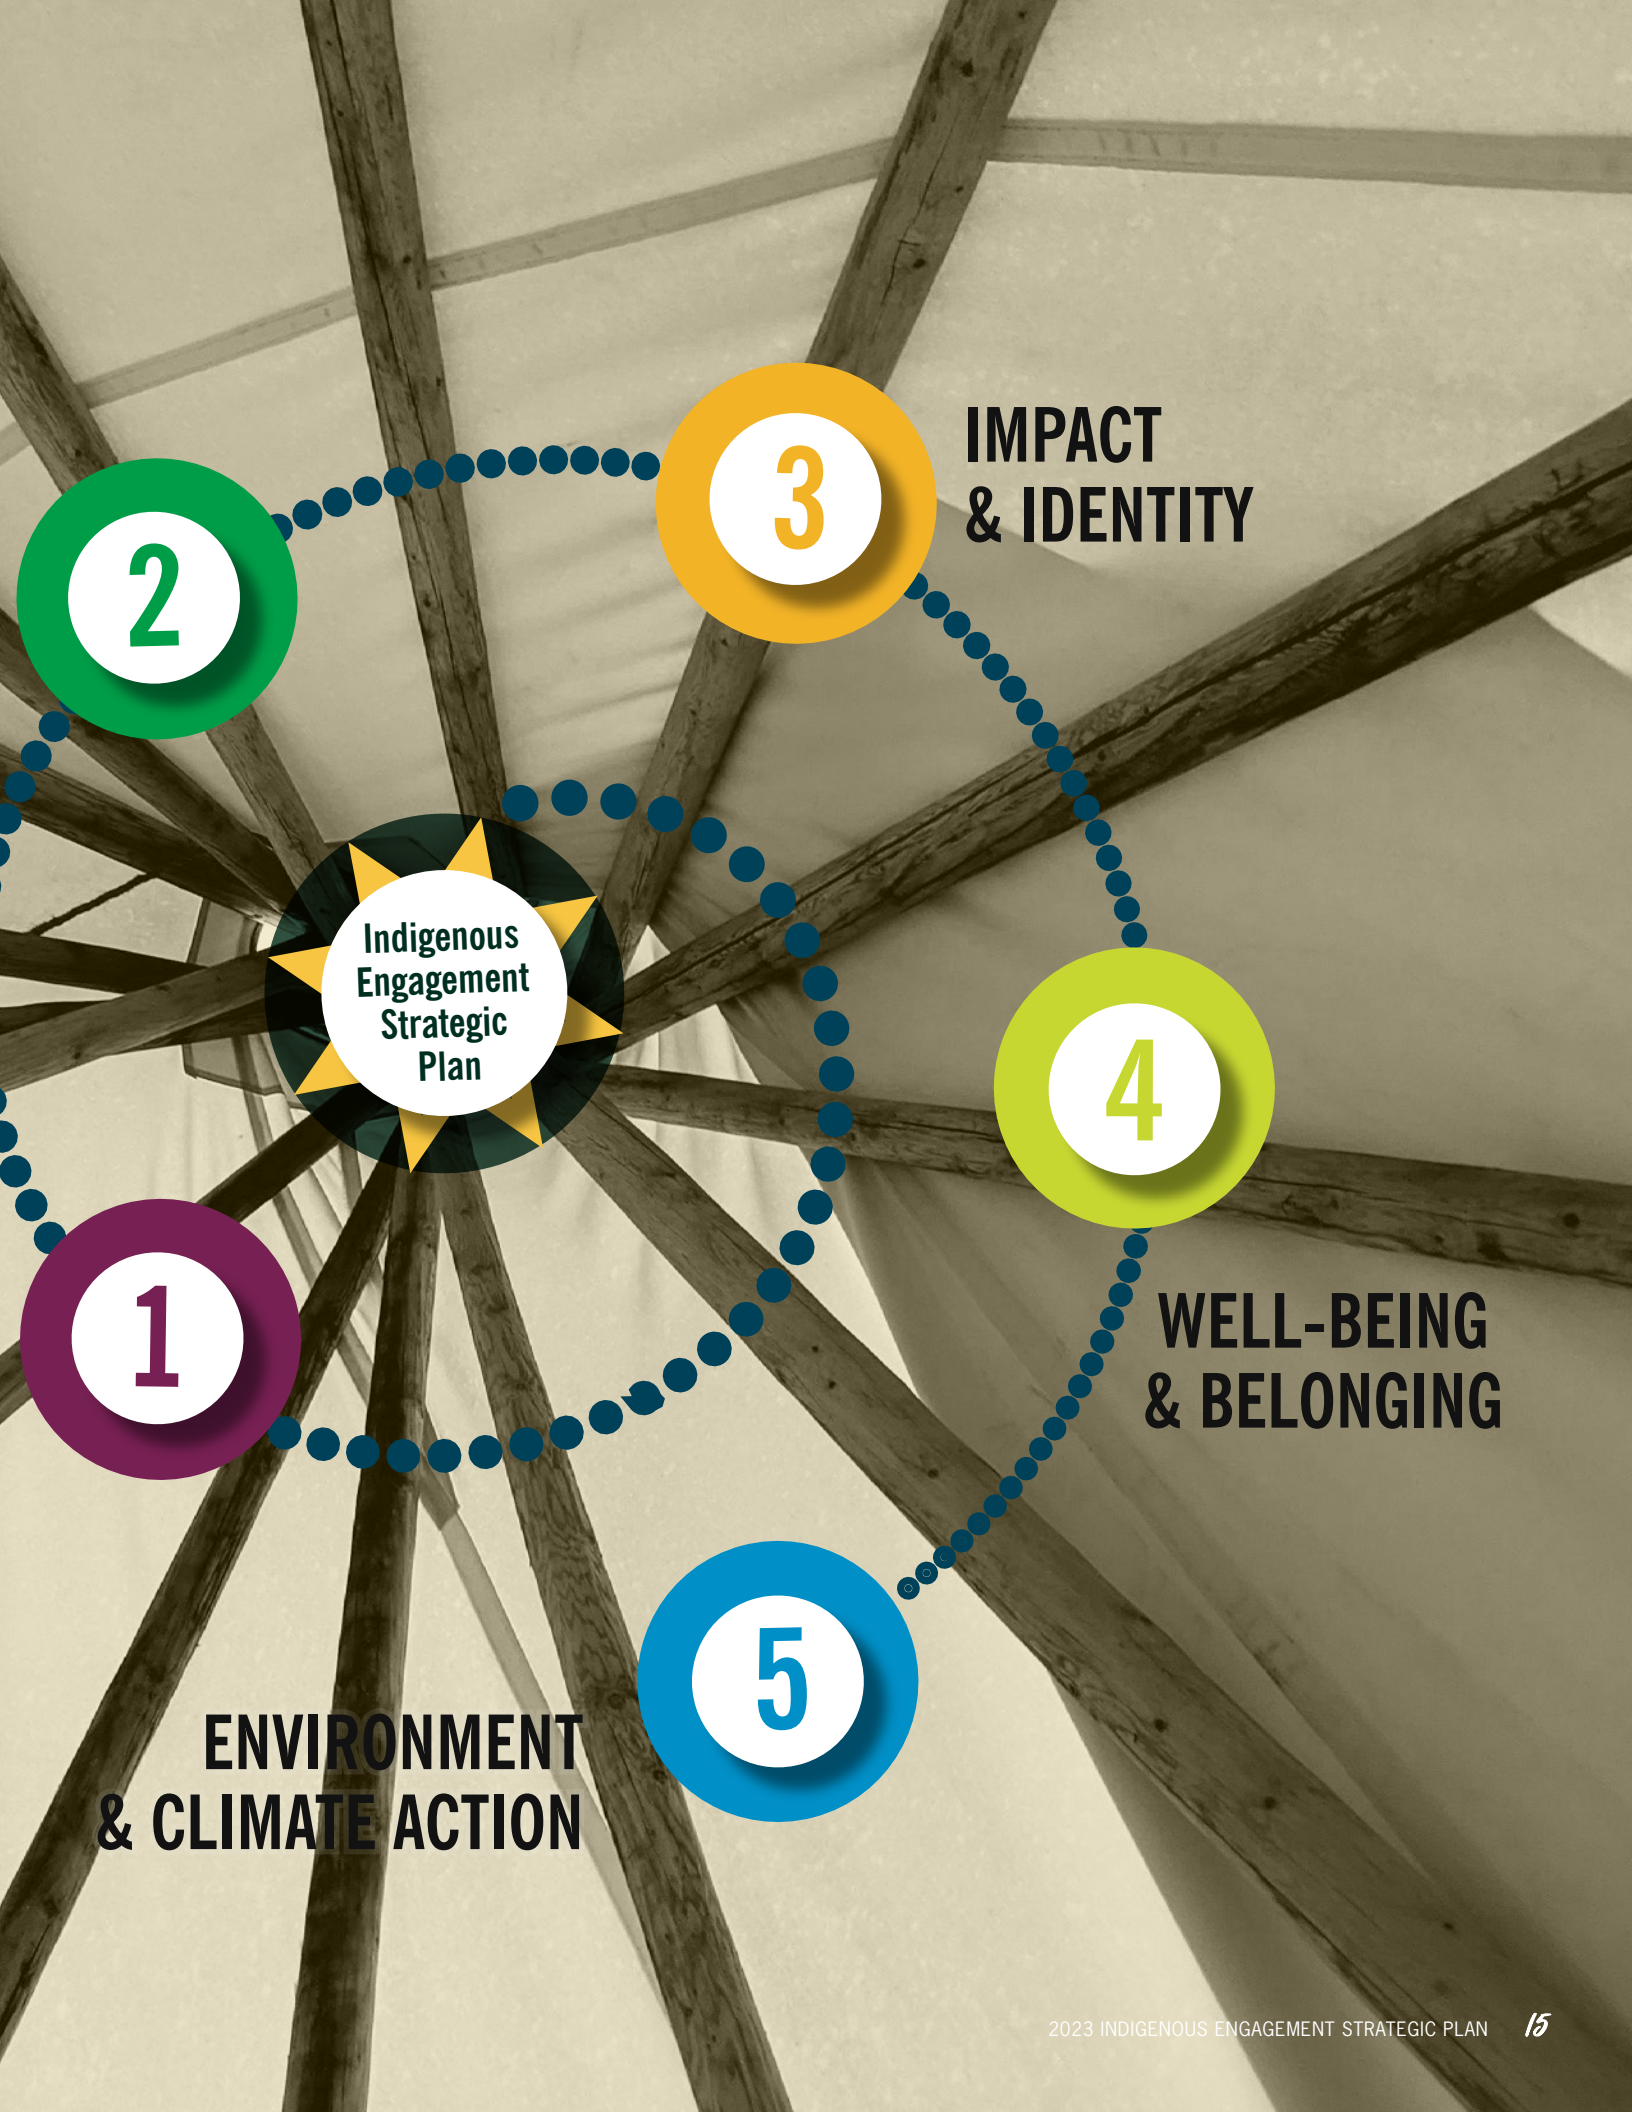 3
IMPACT
& IDENTITY
2
Indigenous
Engagement
Strategic
Plan
4
1
WELL-BEING
& BELONGING
5
ENVIRONMENT
& CLIMATE ACTION
2023 INDIGENOUS ENGAGEMENT STRATEGIC PLAN 15